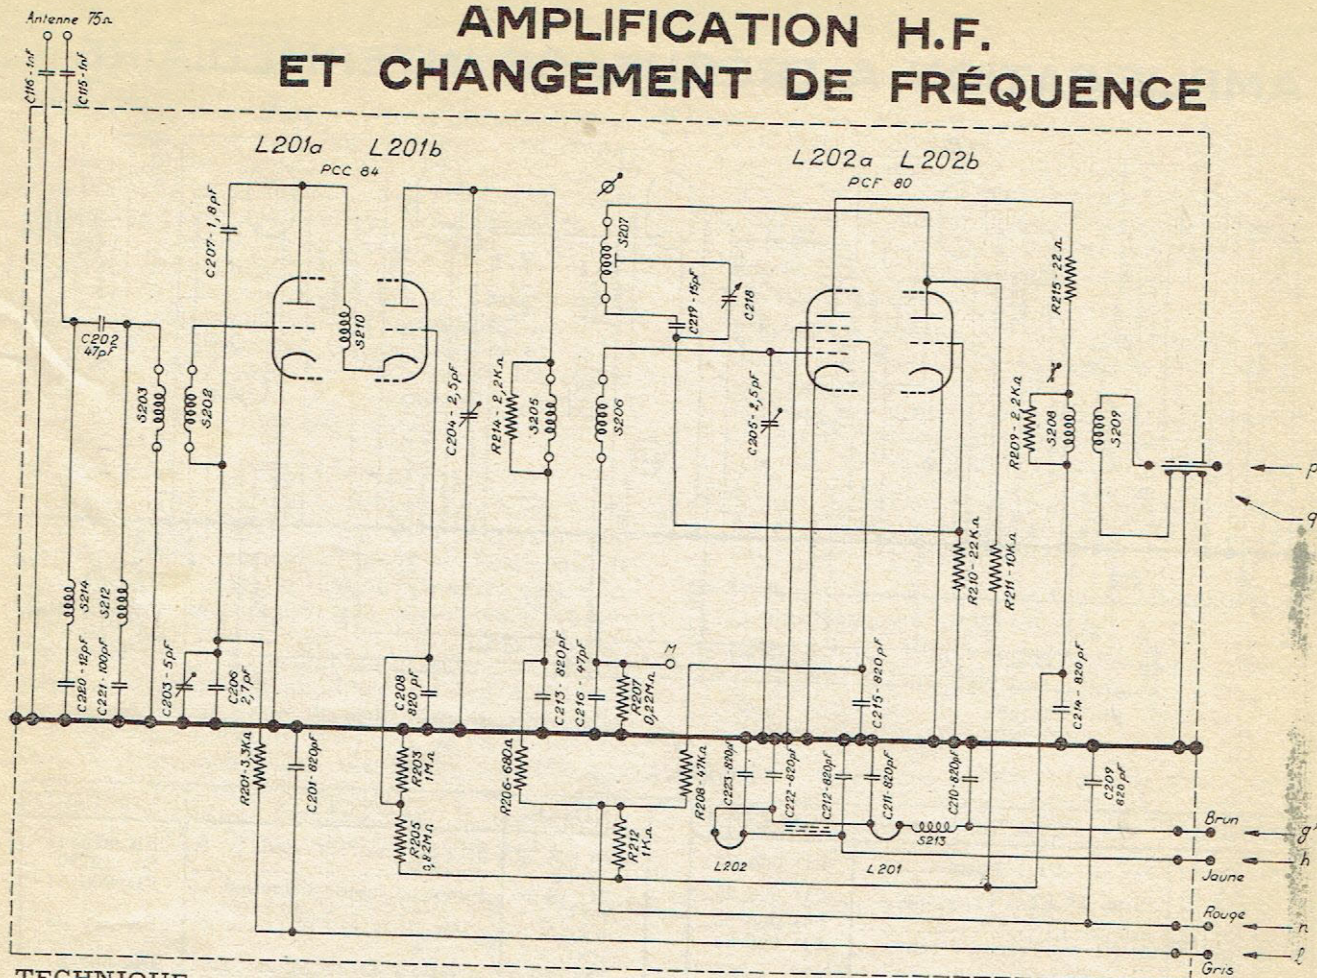 Antenne 75Ω
AMPLIFICATION H.F.
ET CHANGEMENT DE FRÉQUENCE
C116-1nF
C115-1nF
L201a L201b
PCC 84
L202a L202b
PCF 80
C207-1,8pF
S207
C219-15pF
C218
R215-22Ω
C202
47pF
S203
S202
S210
C204-2,5pF
R214-2,2KΩ
S205
S206
C205-2,5pF
R209-2,2KΩ
S208
S209
p
q
S214
S212
R210-22KΩ
R211-10KΩ
C220-12pF
C221-100pF
C203-5pF
C206
2,7pF
C208
820pF
C213-820pF
C216-47pF
R207
0,22MΩ
M
C215-820pF
C214-820pF
R201-3,3KΩ
C201-820pF
R203
1MΩ
R205
0,82MΩ
R206-680Ω
R212
1KΩ
R208-47KΩ
C223-820pF
C222-820pF
C212-820pF
C211-820pF
C210-820pF
C209
820pF
L202
L201
S213
Brun
g'
h
Jaune
Rouge
n
l
Gris
TECHNIQUE